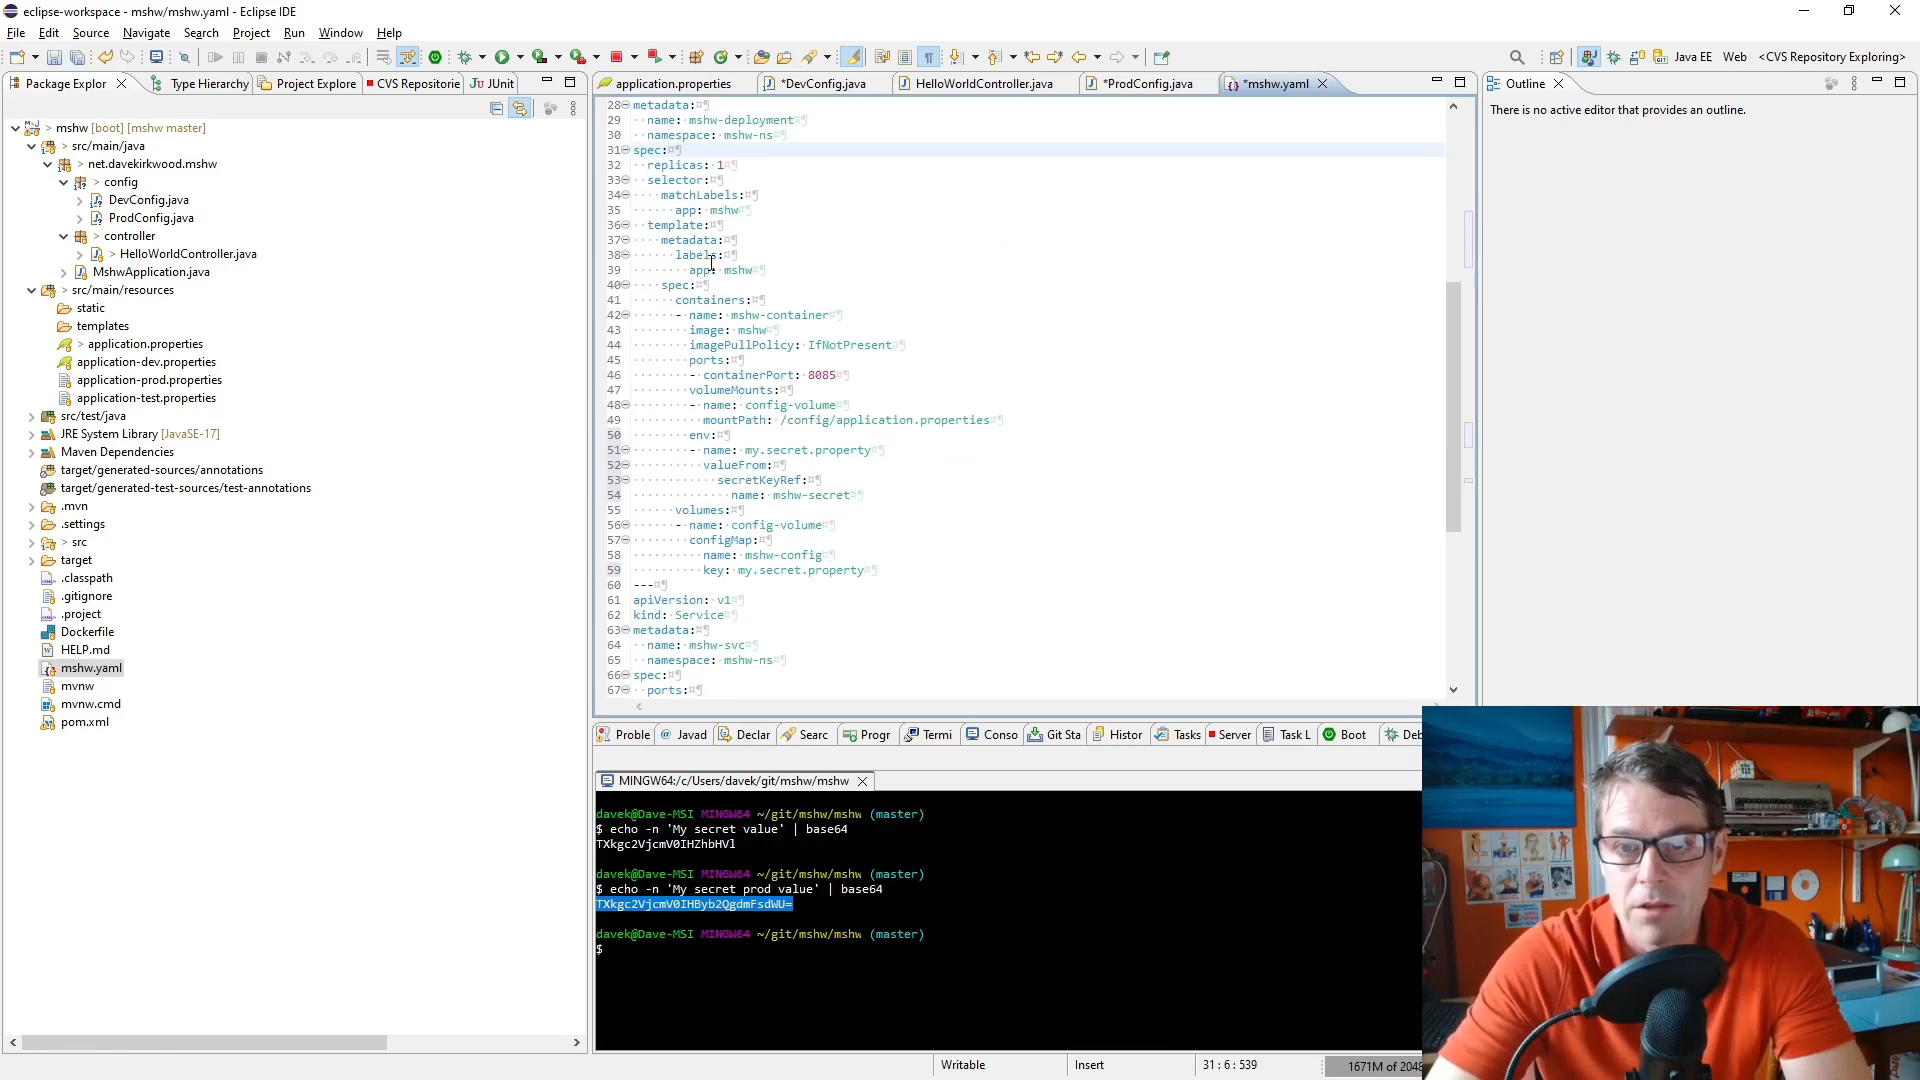 eclipse-workspace - mshw/mshw.yaml - Eclipse IDE
File Edit Source Navigate Search Project Run Window Help
Java EE Web <CVS Repository Exploring>
Package Explor Type Hierarchy Project Explore CVS Repositorie JUnit
application.properties *DevConfig.java HelloWorldController.java *ProdConfig.java *mshw.yaml
Outline
There is no active editor that provides an outline.
mshw [boot] [mshw master]
src/main/java
net.davekirkwood.mshw
config
DevConfig.java
ProdConfig.java
controller
HelloWorldController.java
MshwApplication.java
src/main/resources
static
templates
application.properties
application-dev.properties
application-prod.properties
application-test.properties
src/test/java
JRE System Library [JavaSE-17]
Maven Dependencies
target/generated-sources/annotations
target/generated-test-sources/test-annotations
.mvn
.settings
src
target
.classpath
.gitignore
.project
Dockerfile
HELP.md
mshw.yaml
mvnw
mvnw.cmd
pom.xml
28 metadata:
29 name: mshw-deployment
30 namespace: mshw-ns
31 spec:
32 replicas: 1
33 selector:
34 matchLabels:
35 app: mshw
36 template:
37 metadata:
38 labels:
39 app: mshw
40 spec:
41 containers:
42 - name: mshw-container
43 image: mshw
44 imagePullPolicy: IfNotPresent
45 ports:
46 - containerPort: 8085
47 volumeMounts:
48 - name: config-volume
49 mountPath: /config/application.properties
50 env:
51 - name: my.secret.property
52 valueFrom:
53 secretKeyRef:
54 name: mshw-secret
55 volumes:
56 - name: config-volume
57 configMap:
58 name: mshw-config
59 key: my.secret.property
60 ---
61 apiVersion: v1
62 kind: Service
63 metadata:
64 name: mshw-svc
65 namespace: mshw-ns
66 spec:
67 ports:
Proble Javad Declar Searc Progr Termi Conso Git Sta Histor Tasks Server Task L Boot Deb
MINGW64:/c/Users/davek/git/mshw/mshw
davek@Dave-MSI MINGW64 ~/git/mshw/mshw (master)
$ echo -n 'My secret value' | base64
TXkgc2VjcmV0IHZhbHVl
davek@Dave-MSI MINGW64 ~/git/mshw/mshw (master)
$ echo -n 'My secret prod value' | base64
TXkgc2VjcmV0IHByb2QgdmFsdWU=
davek@Dave-MSI MINGW64 ~/git/mshw/mshw (master)
$
Writable Insert 31 : 6 : 539 1671M of 2048